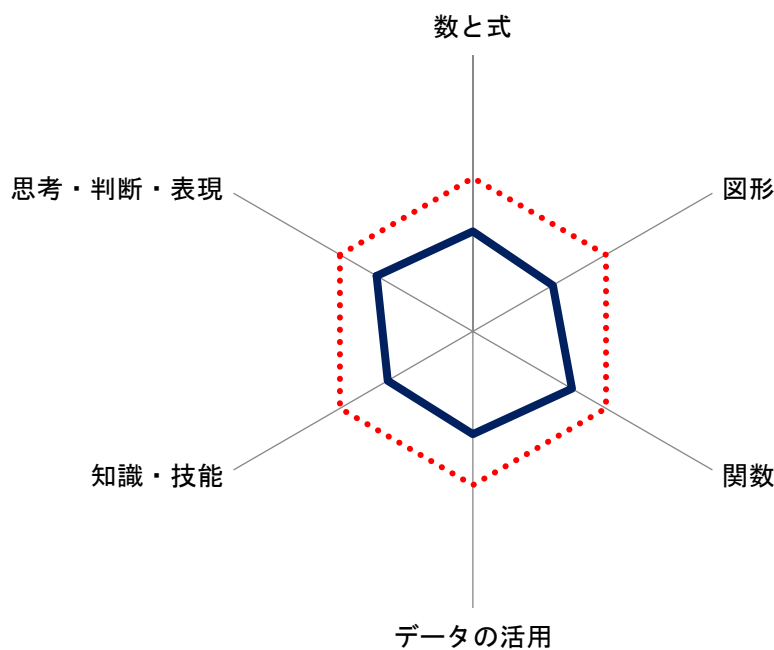 数と式
思考・判断・表現
図形
知識・技能
関数
データの活用